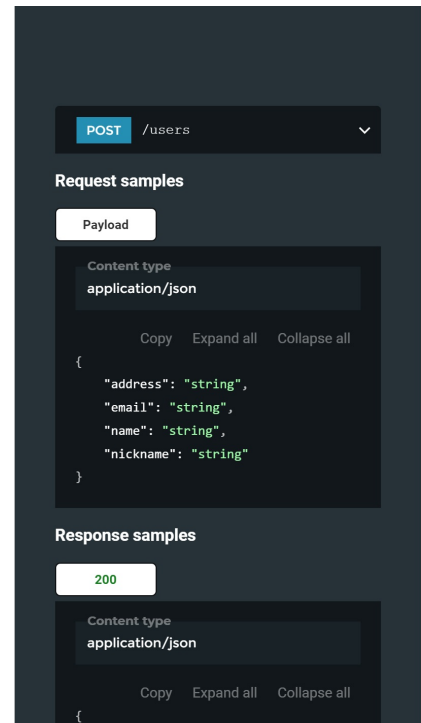 POST /users
Request samples
Payload
Content type
application/json
Copy Expand all Collapse all
{
"address": "string",
"email": "string",
"name": "string",
"nickname": "string"
}
Response samples
200
Content type
application/json
Copy Expand all Collapse all
{